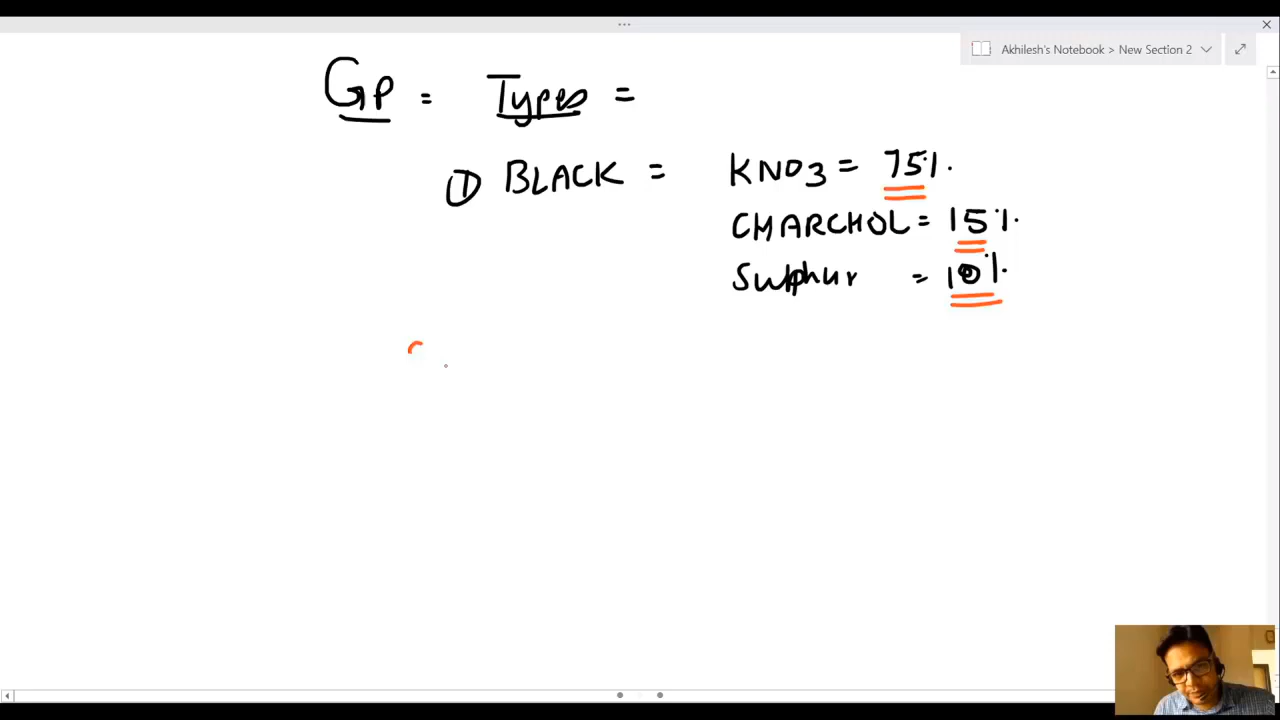 Akhilesh's Notebook > New Section 2
GP = Types =
① BLACK = KNO3 = 75%.
CHARCHOL = 15%.
Sulphur = 10%.